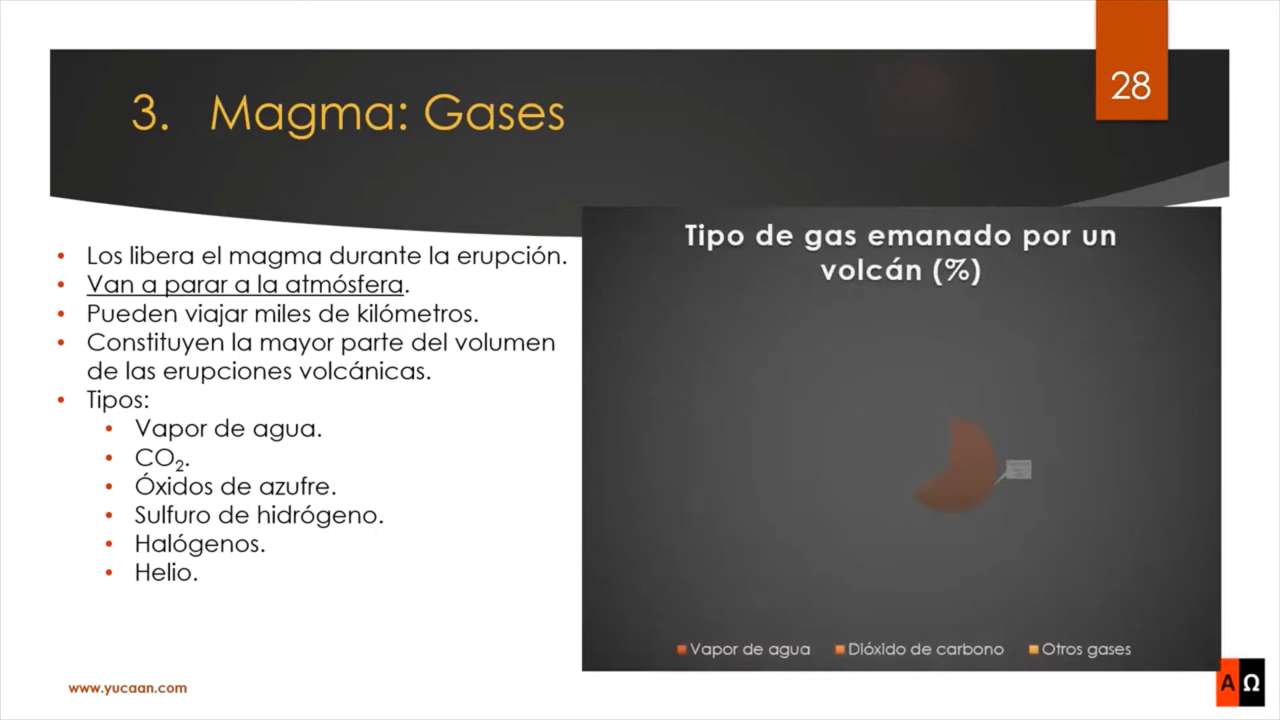 28
3. Magma: Gases
• Los libera el magma durante la erupción.
• Van a parar a la atmósfera.
• Pueden viajar miles de kilómetros.
• Constituyen la mayor parte del volumen
de las erupciones volcánicas.
• Tipos:
• Vapor de agua.
• CO₂.
• Óxidos de azufre.
• Sulfuro de hidrógeno.
• Halógenos.
• Helio.
Tipo de gas emanado por un
volcán (%)
Vapor de agua Dióxido de carbono Otros gases
www.yucaan.com
AΩ